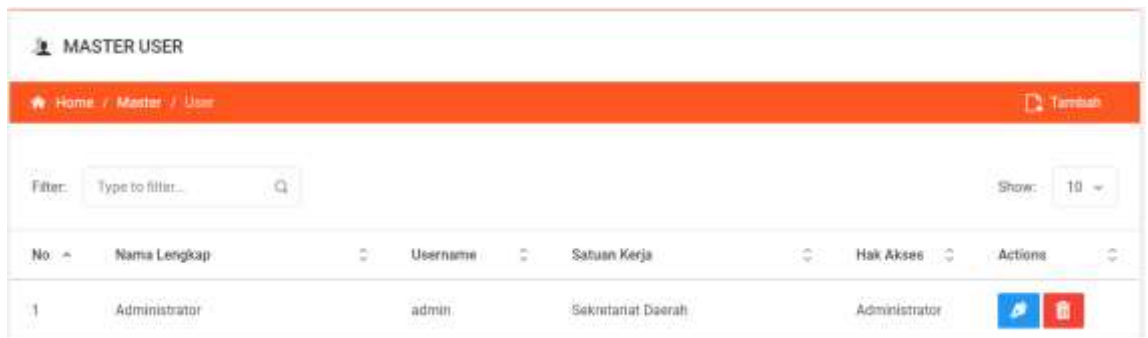 MASTER USER
Home / Master / User
Tambah
Filter: Type to filter... Show: 10
No Nama Lengkap Username Satuan Kerja Hak Akses Actions
1 Administrator admin Sekretariat Daerah Administrator